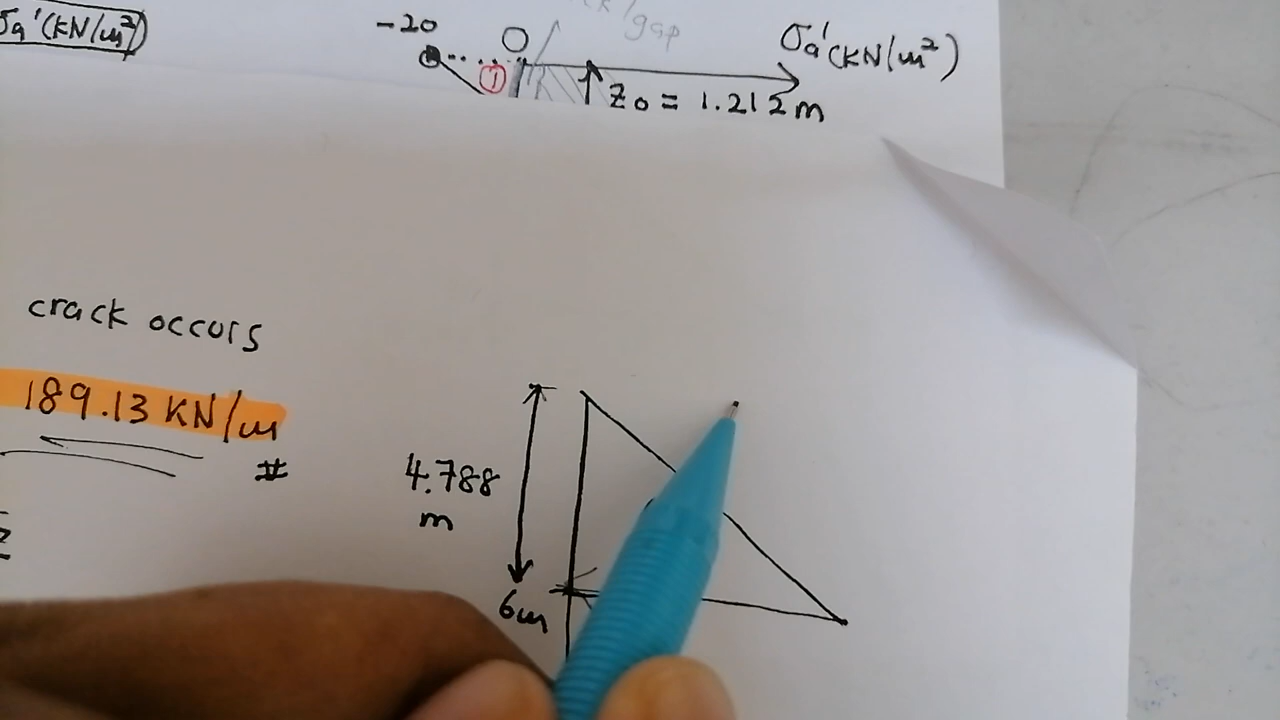 σa'(KN/m²)
-20
0
/gap
σa'(KN/m²)
1
Zo = 1.212m
crack occurs
189.13 KN/m
#
4.788
m
6m